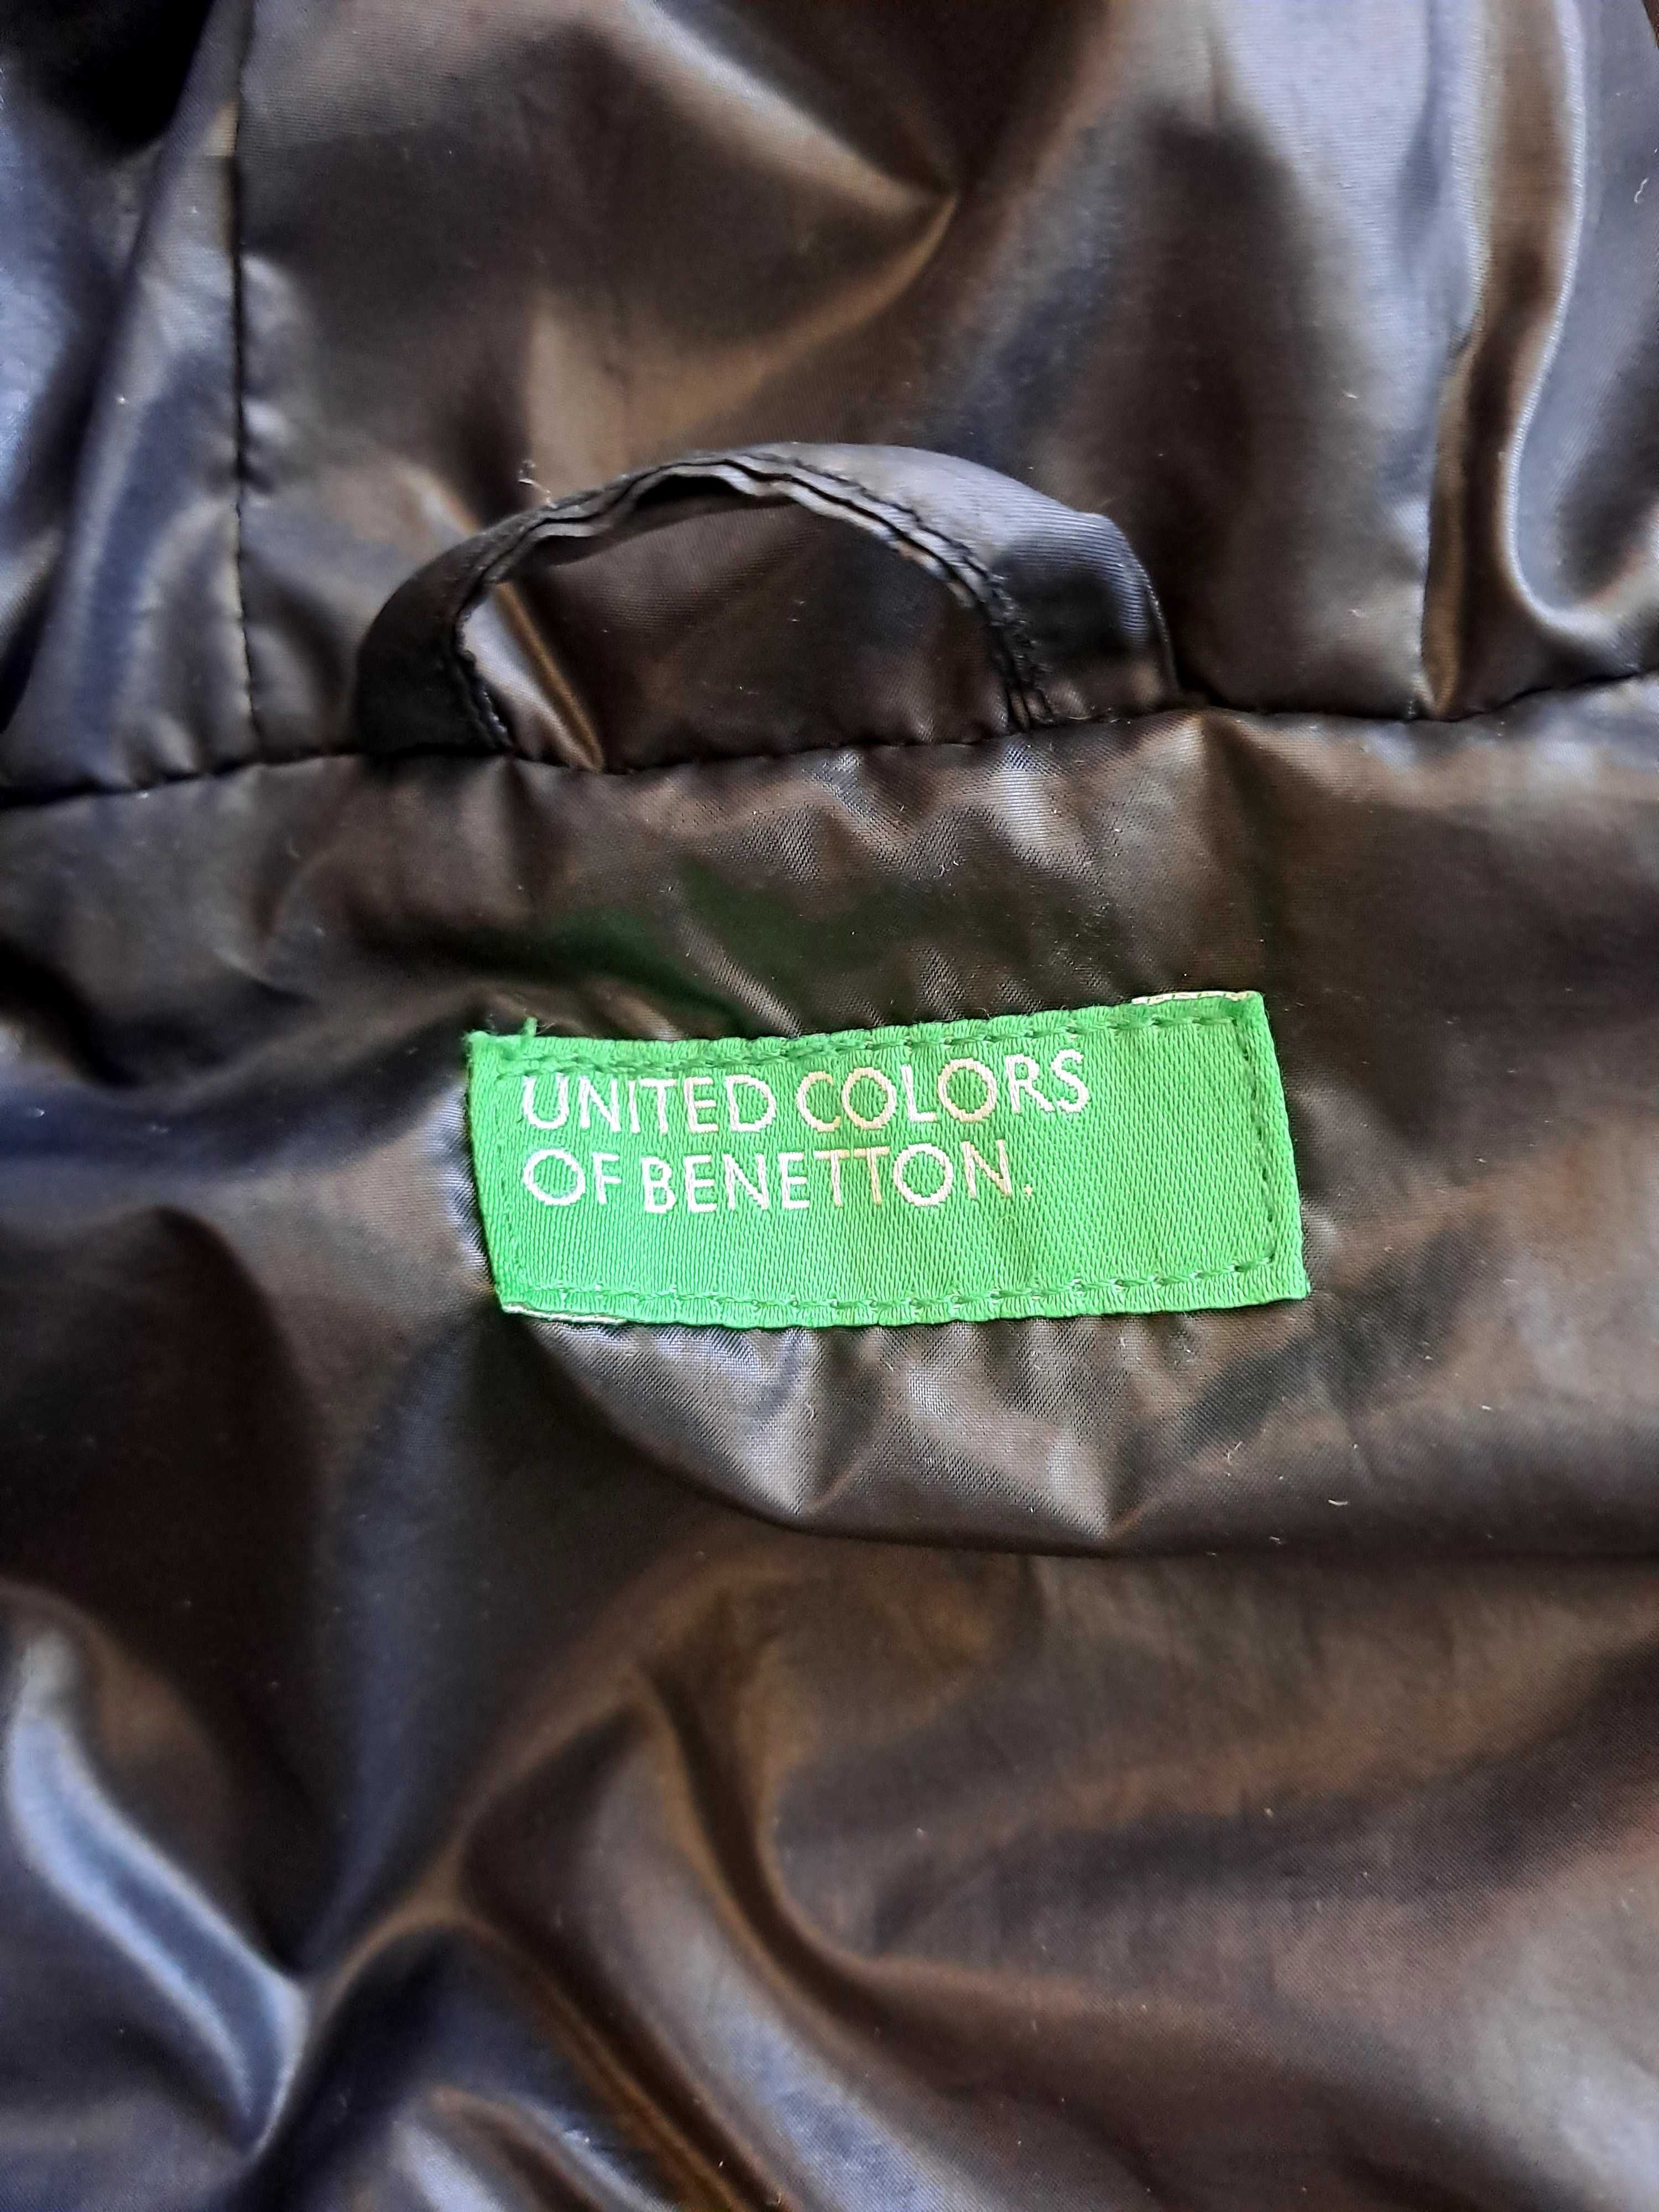 UNITED COLORS
OF BENETTON.